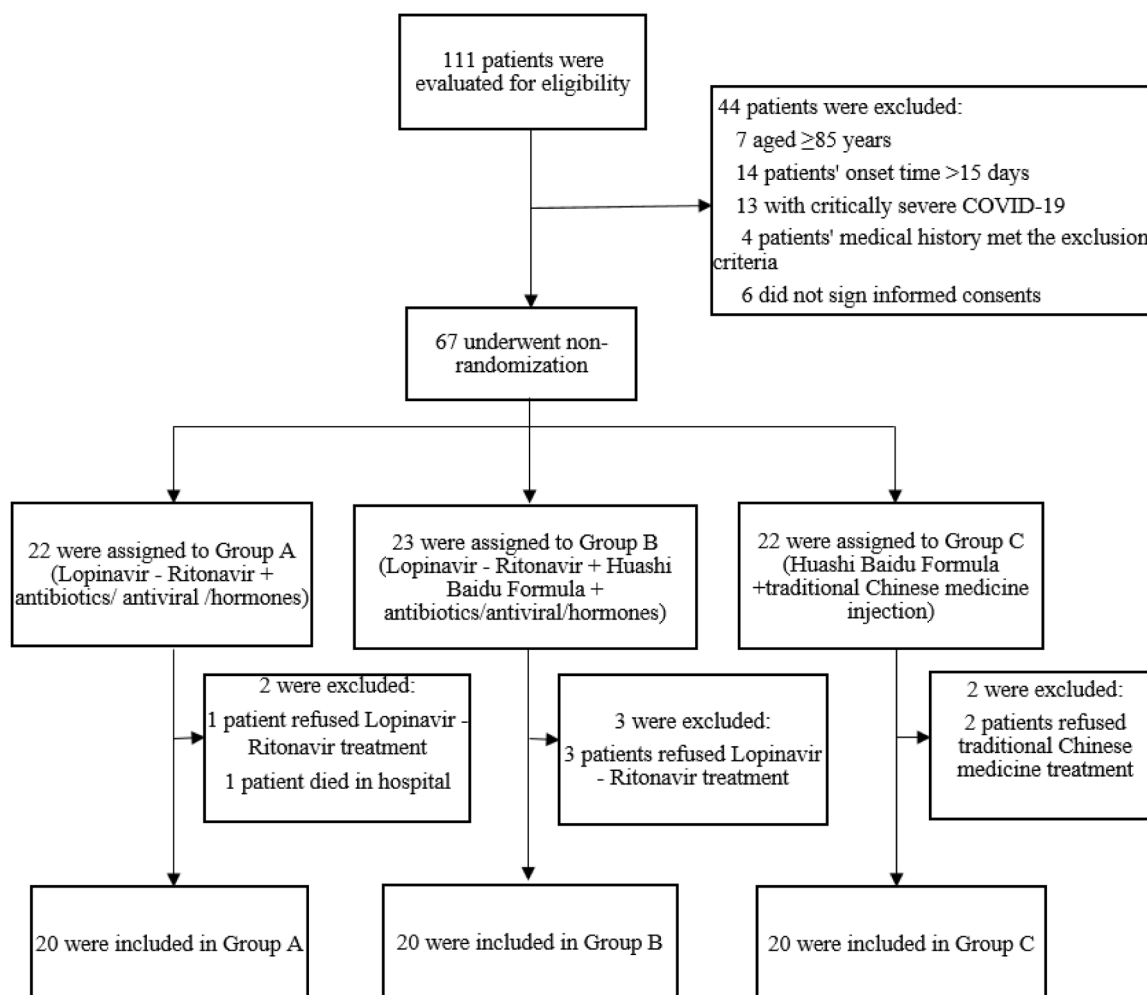 111 patients were
evaluated for eligibility
44 patients were excluded:
7 aged ≥85 years
14 patients' onset time >15 days
13 with critically severe COVID-19
4 patients' medical history met the exclusion
criteria
6 did not sign informed consents
67 underwent non-
randomization
22 were assigned to Group A
(Lopinavir - Ritonavir +
antibiotics/ antiviral /hormones)
23 were assigned to Group B
(Lopinavir - Ritonavir + Huashi
Baidu Formula +
antibiotics/antiviral/hormones)
22 were assigned to Group C
(Huashi Baidu Formula
+traditional Chinese medicine
injection)
2 were excluded:
1 patient refused Lopinavir -
Ritonavir treatment
1 patient died in hospital
3 were excluded:
3 patients refused Lopinavir
- Ritonavir treatment
2 were excluded:
2 patients refused
traditional Chinese
medicine treatment
20 were included in Group A
20 were included in Group B
20 were included in Group C